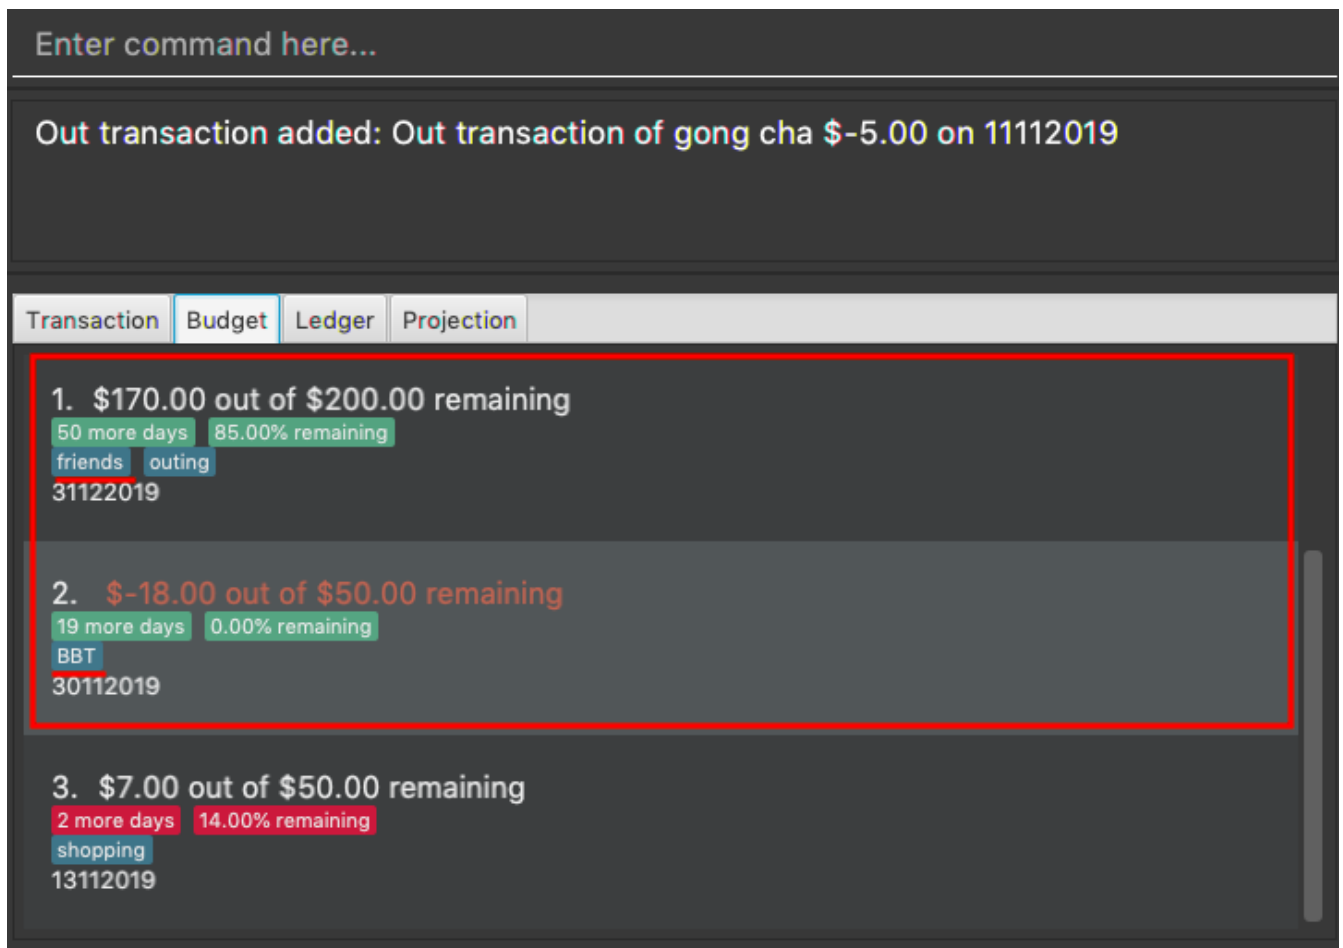 Enter command here...
Out transaction added: Out transaction of gong cha $-5.00 on 11112019
Transaction Budget Ledger Projection
1. $170.00 out of $200.00 remaining
50 more days 85.00% remaining
friends outing
31122019
2. $-18.00 out of $50.00 remaining
19 more days 0.00% remaining
BBT
30112019
3. $7.00 out of $50.00 remaining
2 more days 14.00% remaining
shopping
13112019